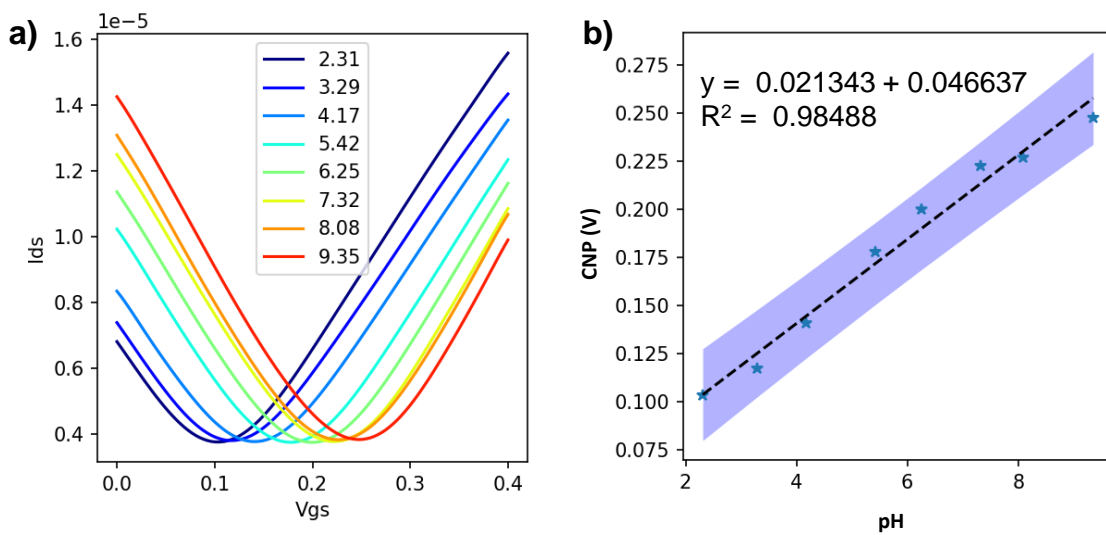 a)
1e−5
1.6
1.4
1.2
1.0
0.8
0.6
0.4
Ids
2.31
3.29
4.17
5.42
6.25
7.32
8.08
9.35
0.0 0.1 0.2 0.3 0.4
Vgs
b)
y = 0.021343 + 0.046637
R² = 0.98488
0.275
0.250
0.225
0.200
0.175
0.150
0.125
0.100
0.075
CNP (V)
2 4 6 8
pH